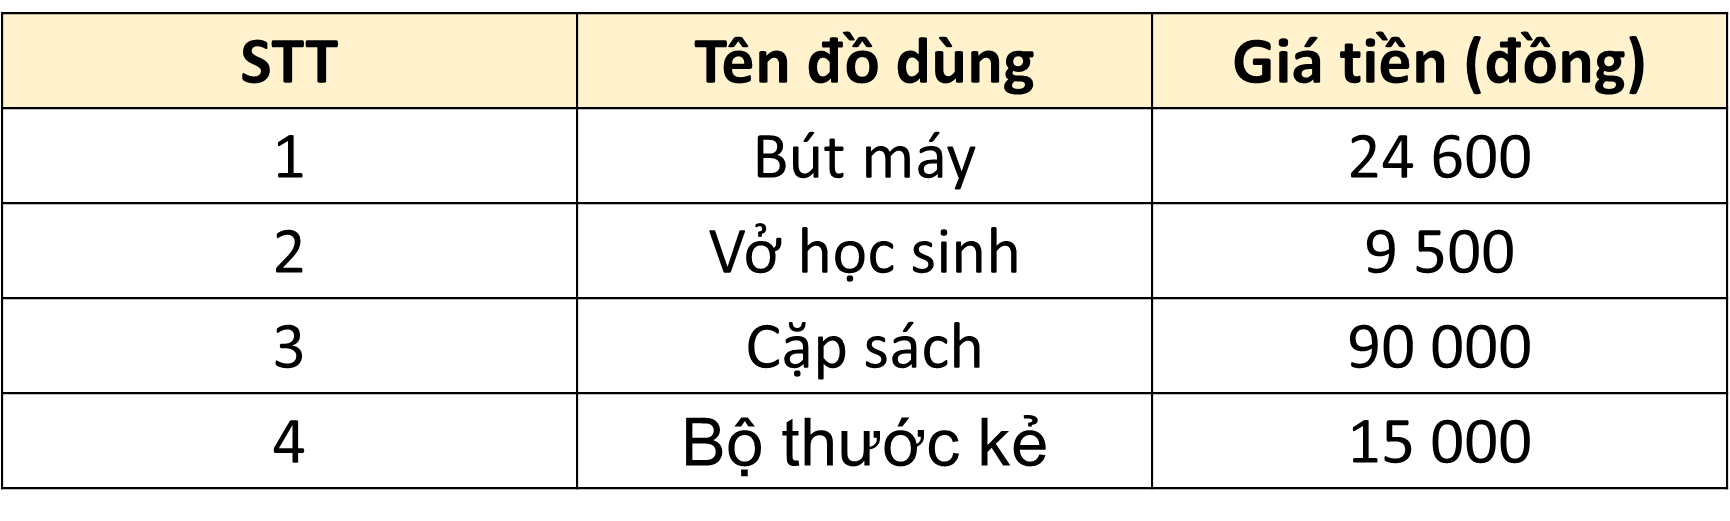 STT Tên đồ dùng Giá tiền (đồng)
1 Bút máy 24 600
2 Vở học sinh 9 500
3 Cặp sách 90 000
4 Bộ thước kẻ 15 000